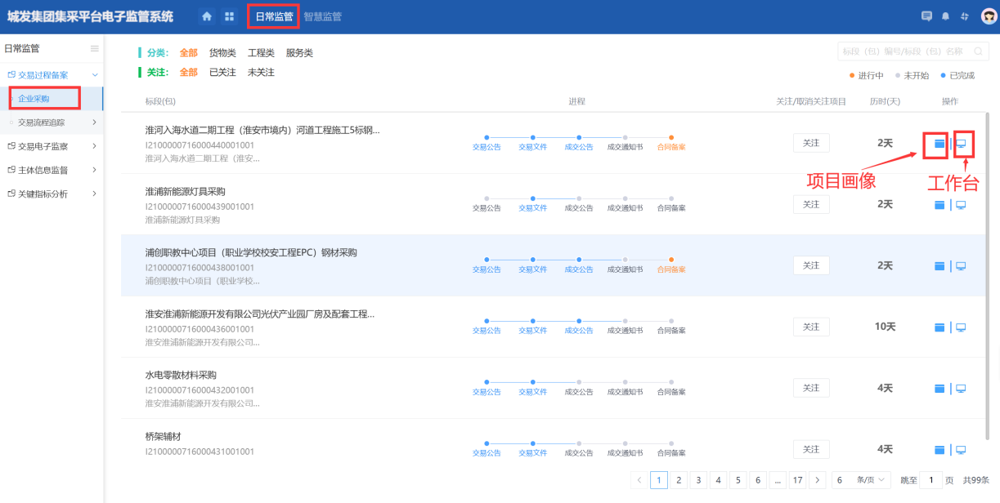 城发集团集采平台电子监管系统
日常监管
智慧监管
日常监管
交易过程备案
企业采购
交易流程追踪
交易电子监察
主体信息监督
关键指标分析
分类: 全部 货物类 工程类 服务类
关注: 全部 已关注 未关注
标段（包）编号/标段（包）名称
进行中 未开始 已完成
标段(包) 进程 关注/取消关注项目 历时(天) 操作
淮河入海水道二期工程（淮安市境内）河道工程施工5标钢...
I2100000716000440001001
淮河入海水道二期工程（淮安...
交易公告 交易文件 成交公告 成交通知书 合同备案
关注
2天
项目画像
工作台
淮浦新能源灯具采购
I2100000716000439001001
淮浦新能源灯具采购
交易公告 交易文件 成交公告 成交通知书 合同备案
关注
2天
浦创职教中心项目（职业学校校安工程EPC）钢材采购
I2100000716000438001001
浦创职教中心项目（职业学校...
交易公告 交易文件 成交公告 成交通知书 合同备案
关注
2天
淮安淮浦新能源开发有限公司光伏产业园厂房及配套工程...
I2100000716000436001001
淮安淮浦新能源开发有限公司...
交易公告 交易文件 成交公告 成交通知书 合同备案
关注
10天
水电零散材料采购
I2100000716000432001001
淮安淮浦新能源开发有限公司...
交易公告 交易文件 成交公告 成交通知书 合同备案
关注
4天
桥架辅材
I2100000716000431001001
交易公告 交易文件 成交公告 成交通知书 合同备案
关注
4天
< 1 2 3 4 5 6 ... 17 > 6 条/页 跳至 1 页 共99条